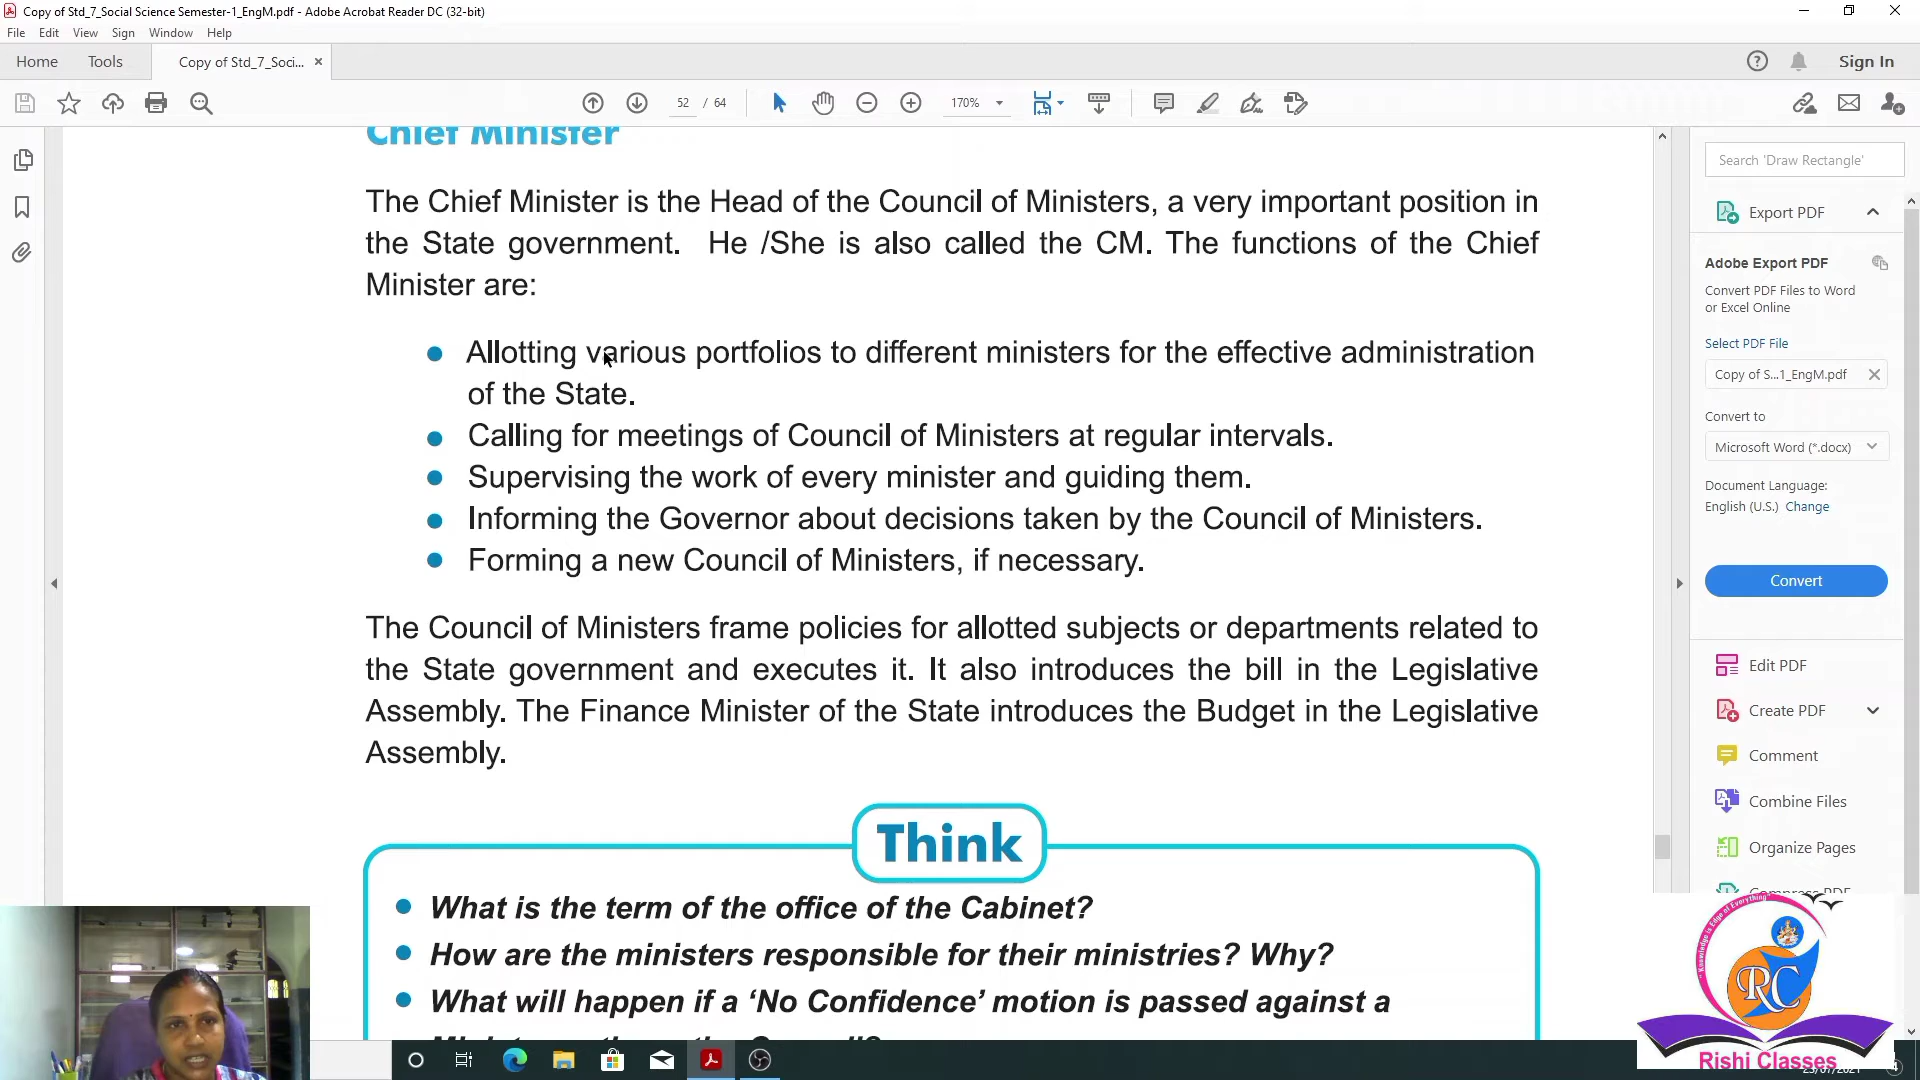 Copy of Std_7_Social Science Semester-1_EngM.pdf - Adobe Acrobat Reader DC (32-bit)
File Edit View Sign Window Help
Home Tools Copy of Std_7_Soci... Sign In
52 / 64 170%
Chief Minister
The Chief Minister is the Head of the Council of Ministers, a very important position in
the State government. He /She is also called the CM. The functions of the Chief
Minister are:
Allotting various portfolios to different ministers for the effective administration
of the State.
Calling for meetings of Council of Ministers at regular intervals.
Supervising the work of every minister and guiding them.
Informing the Governor about decisions taken by the Council of Ministers.
Forming a new Council of Ministers, if necessary.
The Council of Ministers frame policies for allotted subjects or departments related to
the State government and executes it. It also introduces the bill in the Legislative
Assembly. The Finance Minister of the State introduces the Budget in the Legislative
Assembly.
Think
What is the term of the office of the Cabinet?
How are the ministers responsible for their ministries? Why?
What will happen if a ‘No Confidence’ motion is passed against a
Search 'Draw Rectangle'
Export PDF
Adobe Export PDF
Convert PDF Files to Word
or Excel Online
Select PDF File
Copy of S...1_EngM.pdf
Convert to
Microsoft Word (*.docx)
Document Language:
English (U.S.) Change
Convert
Edit PDF
Create PDF
Comment
Combine Files
Organize Pages
Compress PDF
"Knowledge is Edge of Everything"
RC
Rishi Classes